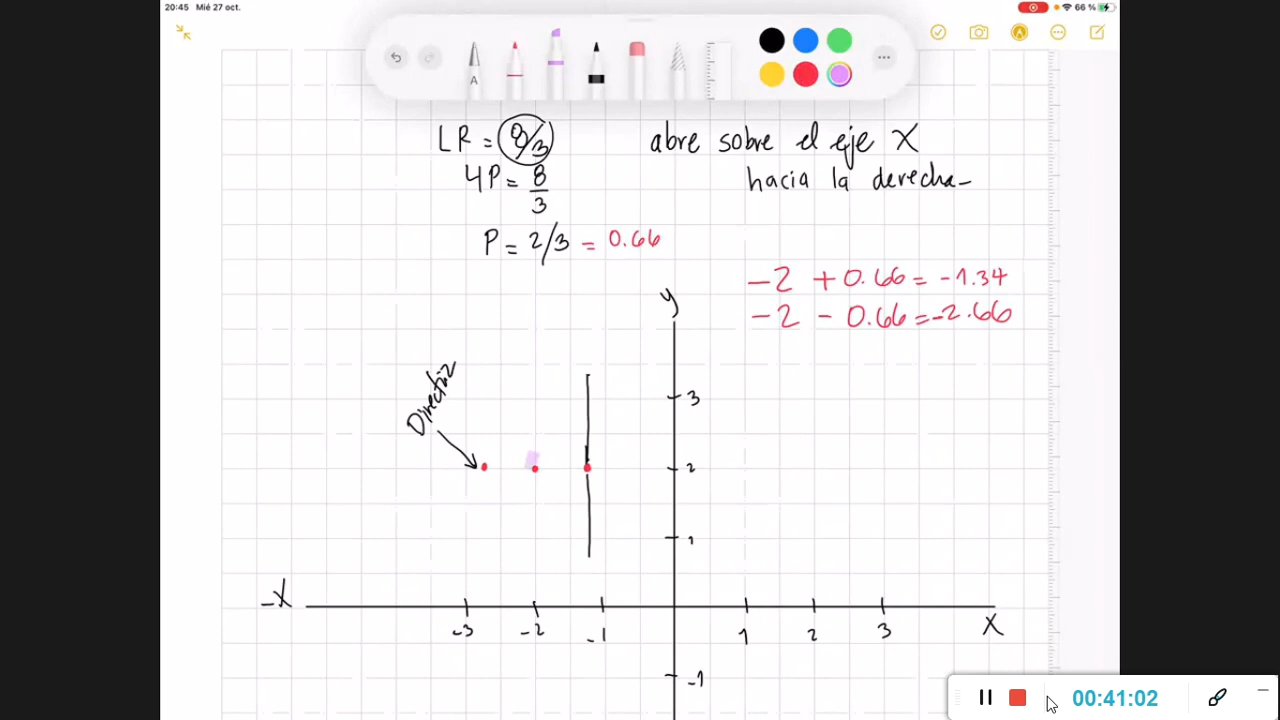 20:45 Mié 27 oct.
66 %
A
LR = 8/3 abre sobre el eje X
4P = 8/3 hacia la derecha-
P = 2/3 = 0.66
-2 + 0.66 = -1.34
-2 - 0.66 = -2.66
y
Directriz
3
2
1
-X
-3 -2 -1 1 2 3 X
-1
00:41:02